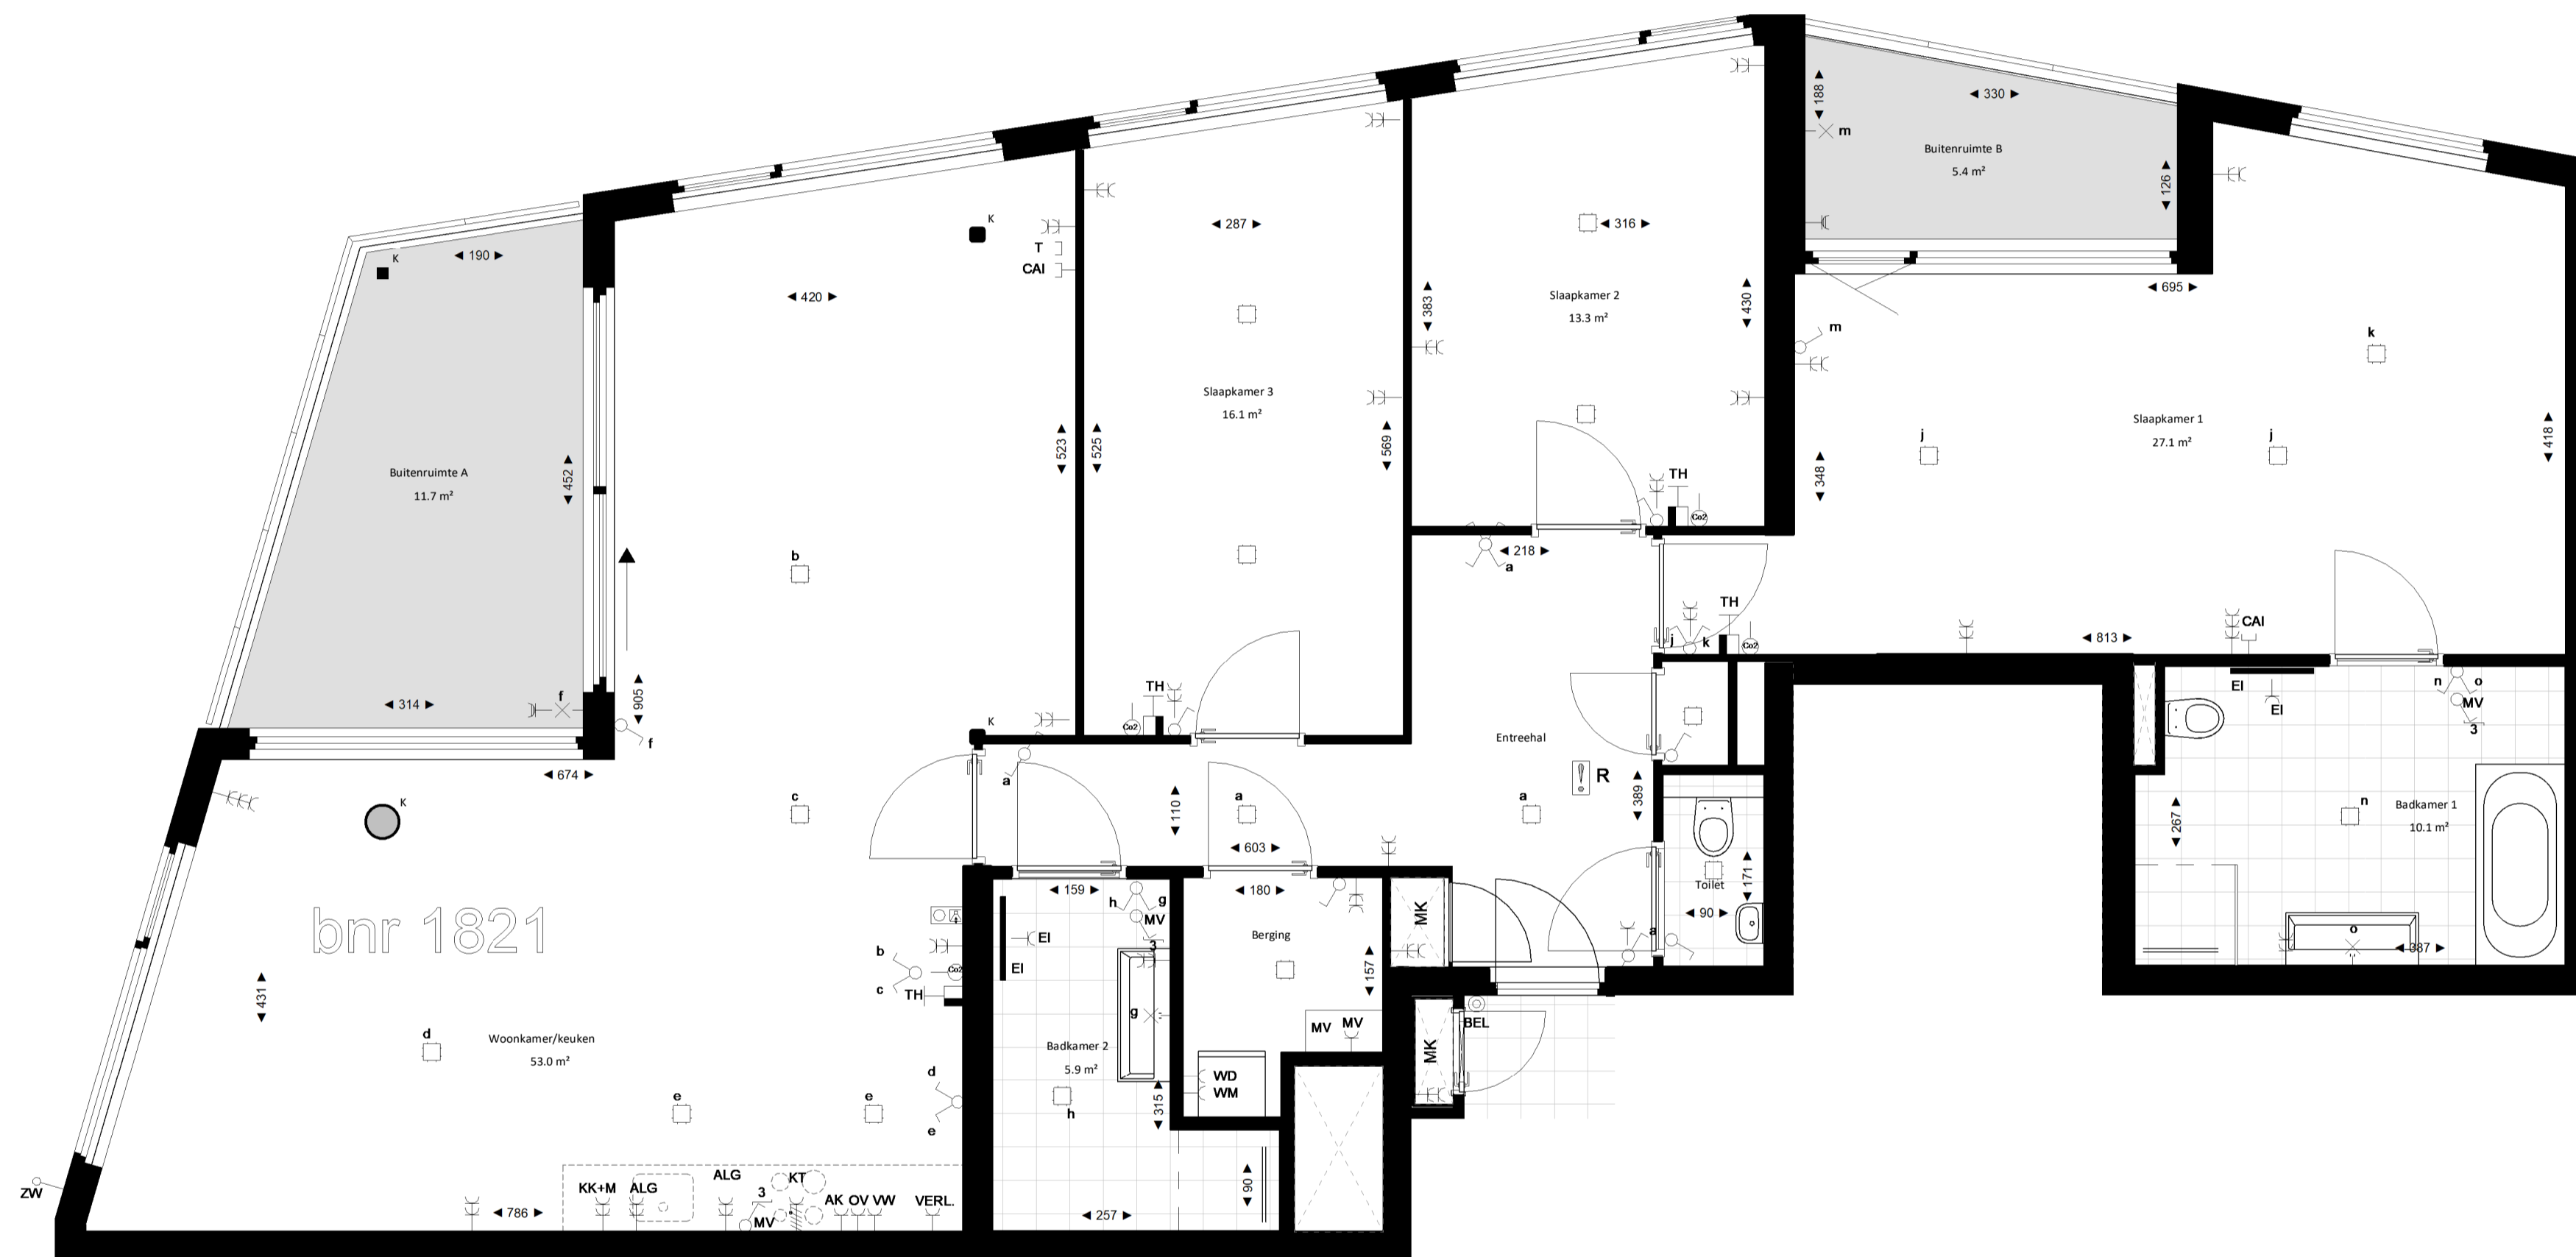 188
330
m
Buitenruimte B
5.4 m²
126
K
190
K
T
CAI
420
287
316
695
m
k
Slaapkamer 2
13.3 m²
383
430
Slaapkamer 3
16.1 m²
Slaapkamer 1
27.1 m²
j
j
418
348
Buitenruimte A
11.7 m²
452
523
525
569
TH
Co2
b
218
a
TH
j
k
Co2
813
CAI
314
f
905
f
TH
Co2
K
674
a
Entreehal
R
389
EI
EI
n
o
MV
3
K
c
110
a
603
a
267
n
Badkamer 1
10.1 m²
bnr 1821
159
h
g
MV
3
180
Berging
MK
Toilet
171
90
a
o
387
b
c
Co2
TH
EI
EI
157
431
g
Woonkamer/keuken
53.0 m²
d
Badkamer 2
5.9 m²
MV
MV
MK
BEL
WD
WM
d
e
e
e
h
315
ZW
KK+M
ALG
ALG
3
MV
KT
AK
OV
VW
VERL.
786
257
90